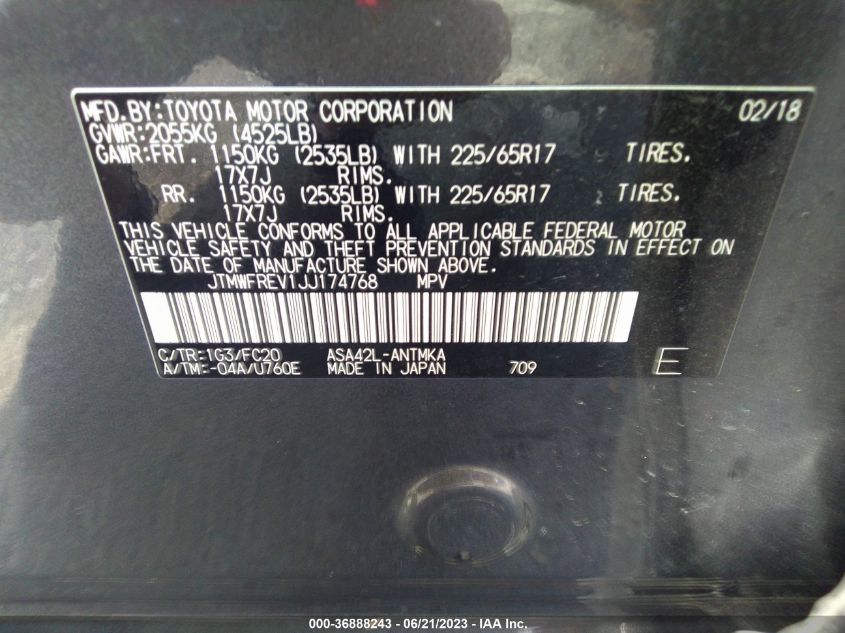 MFD.BY:TOYOTA MOTOR CORPORATION 02/18
GVWR:2055KG (4525LB)
GAWR:FRT. 1150KG (2535LB) WITH 225/65R17 TIRES.
17X7J RIMS.
RR. 1150KG (2535LB) WITH 225/65R17 TIRES.
17X7J RIMS.
THIS VEHICLE CONFORMS TO ALL APPLICABLE FEDERAL MOTOR
VEHICLE SAFETY AND THEFT PREVENTION STANDARDS IN EFFECT ON
THE DATE OF MANUFACTURE SHOWN ABOVE.
JTMWFREV1JJ174768 MPV
C/TR:1G3/FC20 ASA42L-ANTMKA
A/TM:-04A/U760E MADE IN JAPAN 709 E
000-36888243 - 06/21/2023 - IAA Inc.